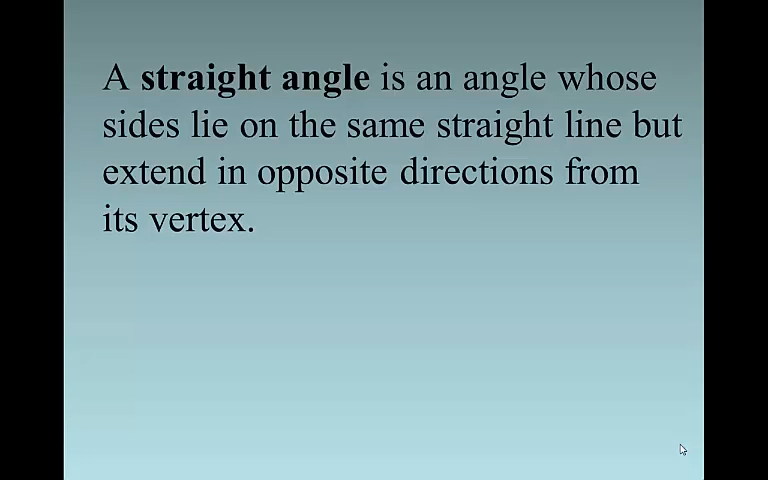 A straight angle is an angle whose
sides lie on the same straight line but
extend in opposite directions from
its vertex.